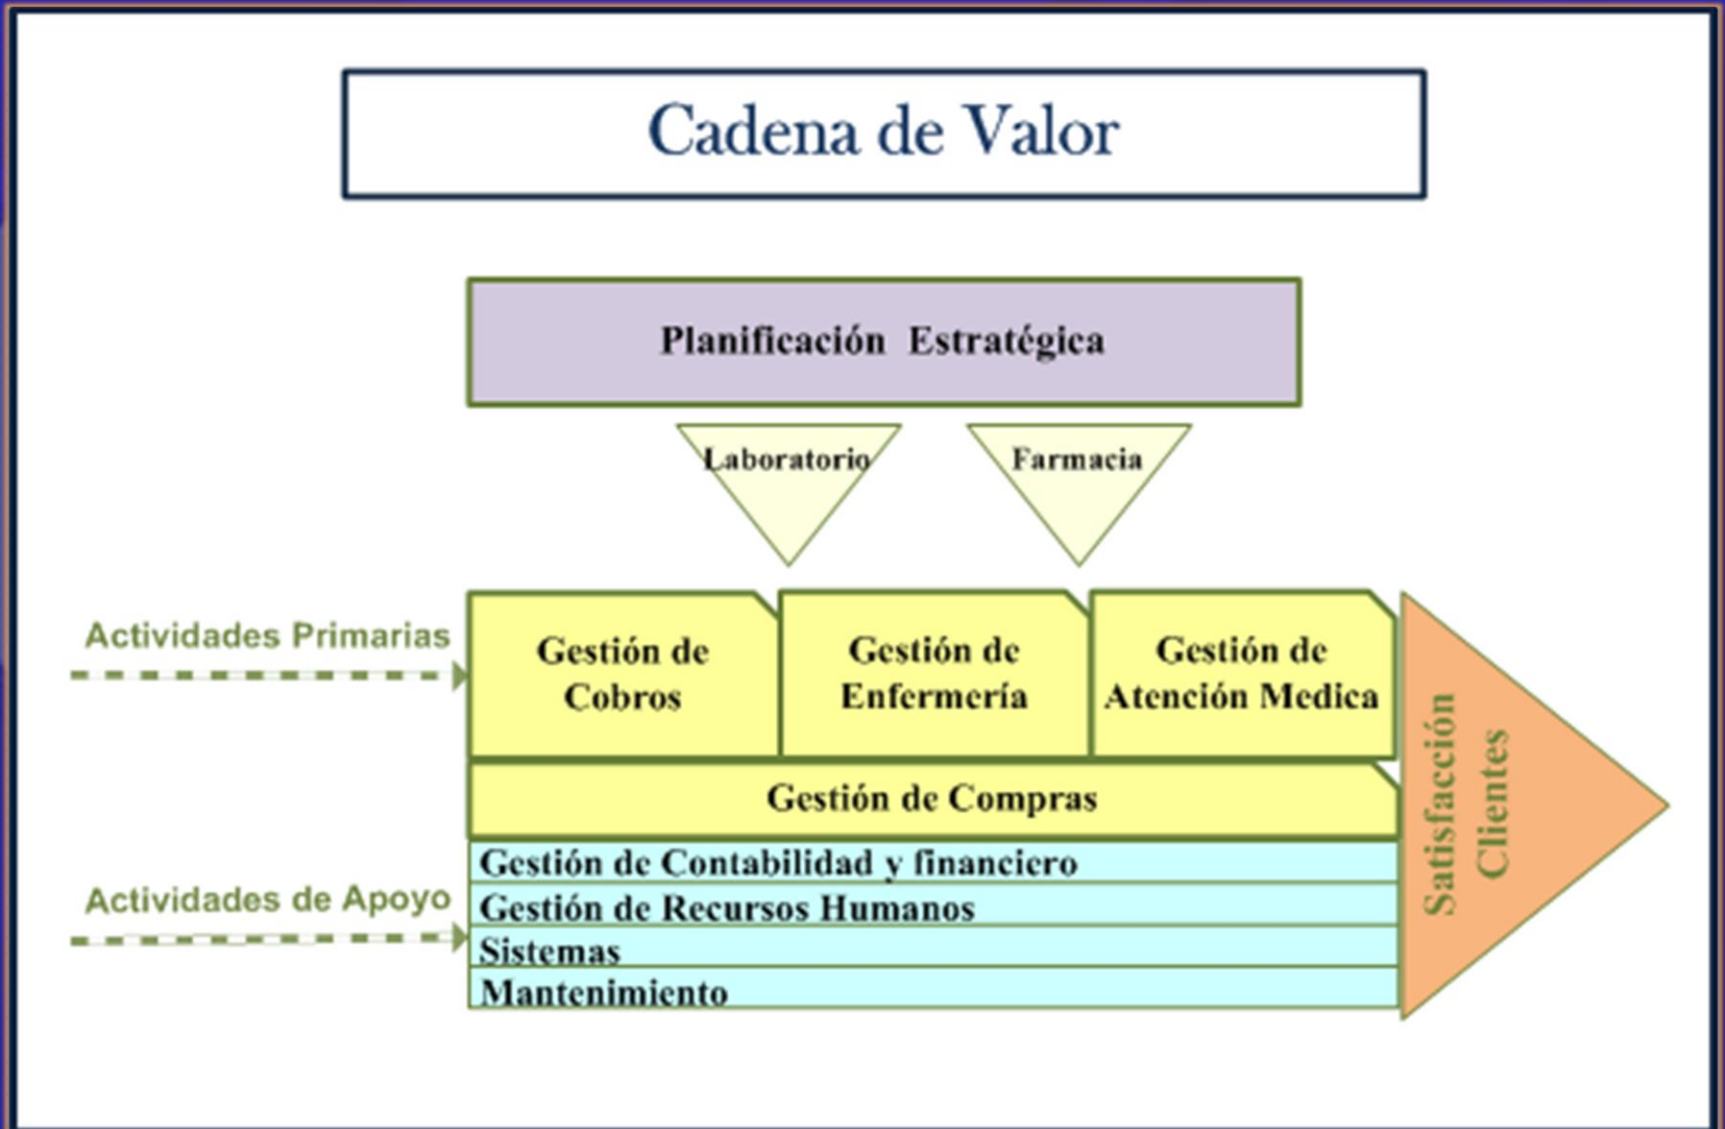 Cadena de Valor
Planificación Estratégica
Laboratorio
Farmacia
Actividades Primarias
Gestión de
Cobros
Gestión de
Enfermería
Gestión de
Atención Medica
Gestión de Compras
Actividades de Apoyo
Gestión de Contabilidad y financiero
Gestión de Recursos Humanos
Sistemas
Mantenimiento
Satisfacción
Clientes